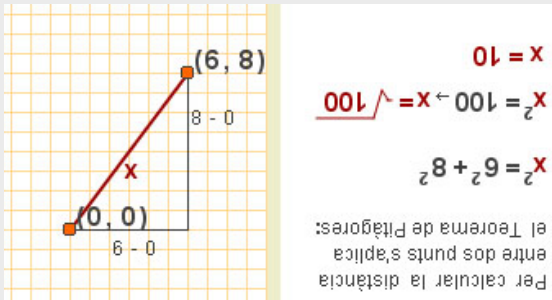 (6, 8)
8 - 0
x
(0, 0)
6 - 0
Per calcular la distància
entre dos punts s'aplica
el Teorema de Pitàgores:
x²= 6²+ 8²
x²= 100→x= √100
x = 10